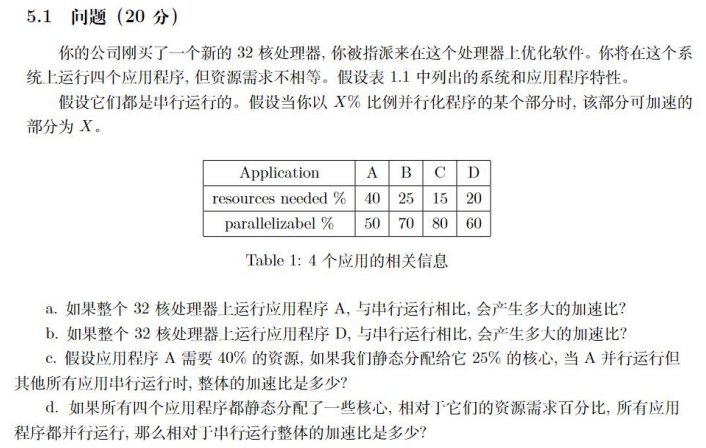 5.1 问题（20 分）
你的公司刚买了一个新的 32 核处理器, 你被指派来在这个处理器上优化软件。你将在这个系
统上运行四个应用程序, 但资源需求不相等。假设表 1.1 中列出的系统和应用程序特性。
假设它们都是串行运行的。假设当你以 X% 比例并行化程序的某个部分时, 该部分可加速的
部分为 X。
Application A B C D
resources needed % 40 25 15 20
parallelizabel % 50 70 80 60
Table 1: 4 个应用的相关信息
a. 如果整个 32 核处理器上运行应用程序 A, 与串行运行相比, 会产生多大的加速比?
b. 如果整个 32 核处理器上运行应用程序 D, 与串行运行相比, 会产生多大的加速比?
c. 假设应用程序 A 需要 40% 的资源, 如果我们静态分配给它 25% 的核心, 当 A 并行运行但
其他所有应用串行运行时, 整体的加速比是多少?
d. 如果所有四个应用程序都静态分配了一些核心, 相对于它们的资源需求百分比, 所有应用
程序都并行运行, 那么相对于串行运行整体的加速比是多少?